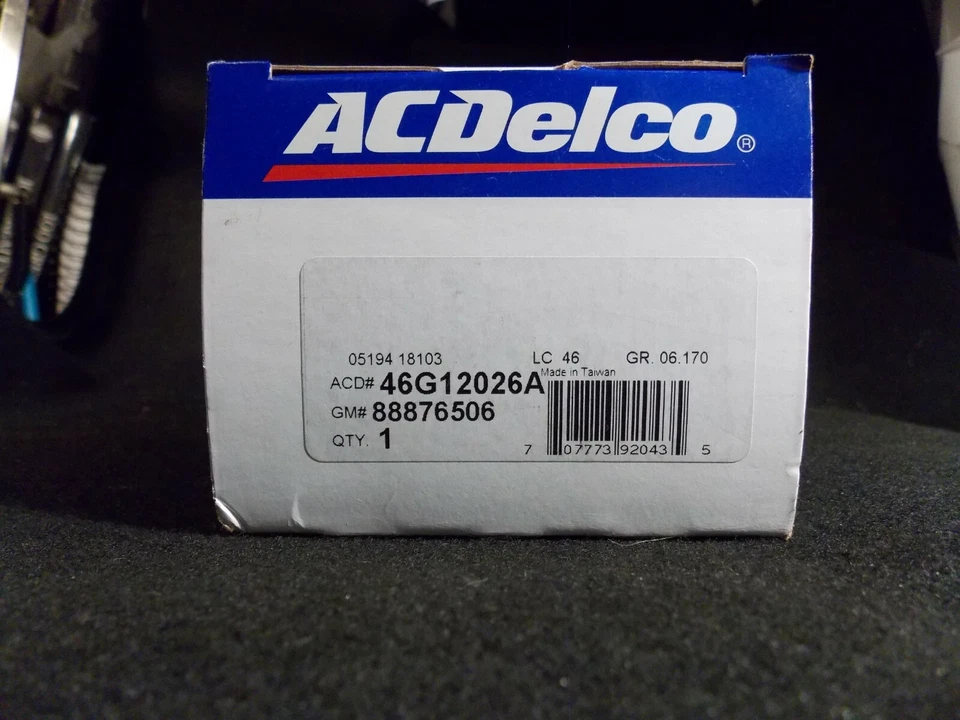 ACDelco®
05194 18103 LC 46 GR. 06.170
Made in Taiwan
ACD# 46G12026A
GM# 88876506
QTY. 1
7 07773 92043 5